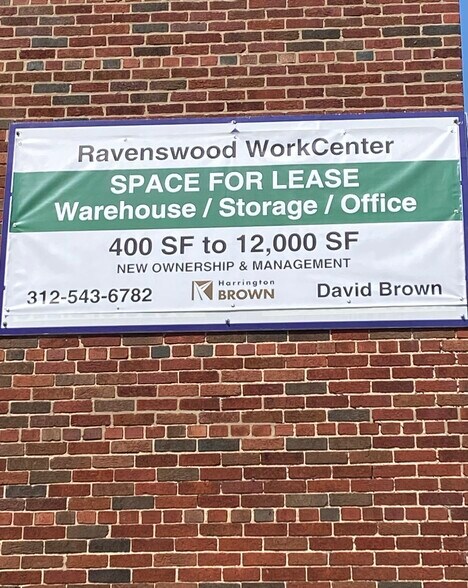 Ravenswood WorkCenter
SPACE FOR LEASE
Warehouse / Storage / Office
400 SF to 12,000 SF
NEW OWNERSHIP & MANAGEMENT
312-543-6782
Harrington
BROWN
David Brown